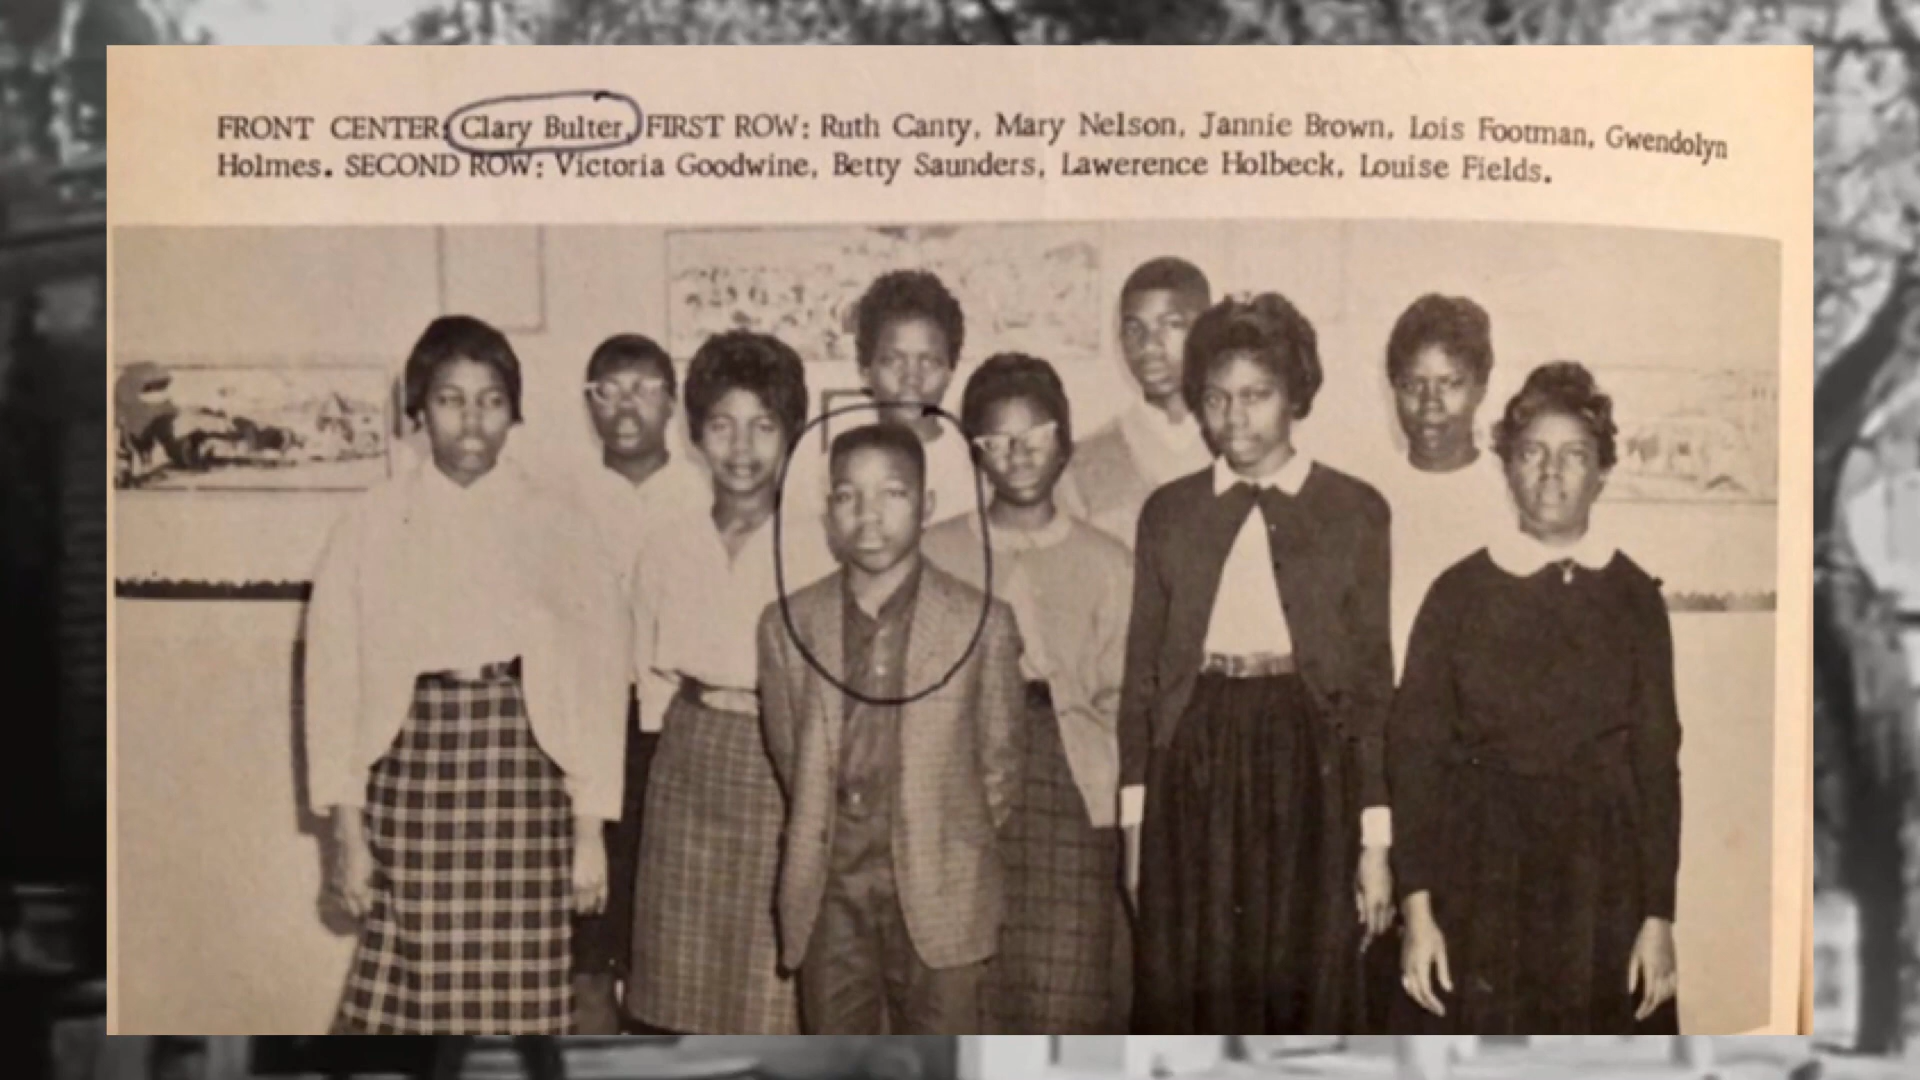 FRONT CENTER: Clary Bulter, FIRST ROW: Ruth Canty, Mary Nelson, Jannie Brown, Lois Footman, Gwendolyn
Holmes. SECOND ROW: Victoria Goodwine, Betty Saunders, Lawerence Holbeck, Louise Fields.